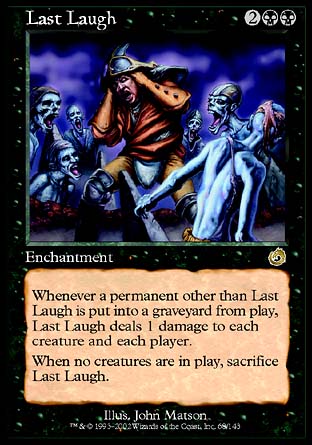 Last Laugh 2
Enchantment
Whenever a permanent other than Last
Laugh is put into a graveyard from play,
Last Laugh deals 1 damage to each
creature and each player.
When no creatures are in play, sacrifice
Last Laugh.
Illus. John Matson
™ & © 1993-2002 Wizards of the Coast, Inc. 68/143